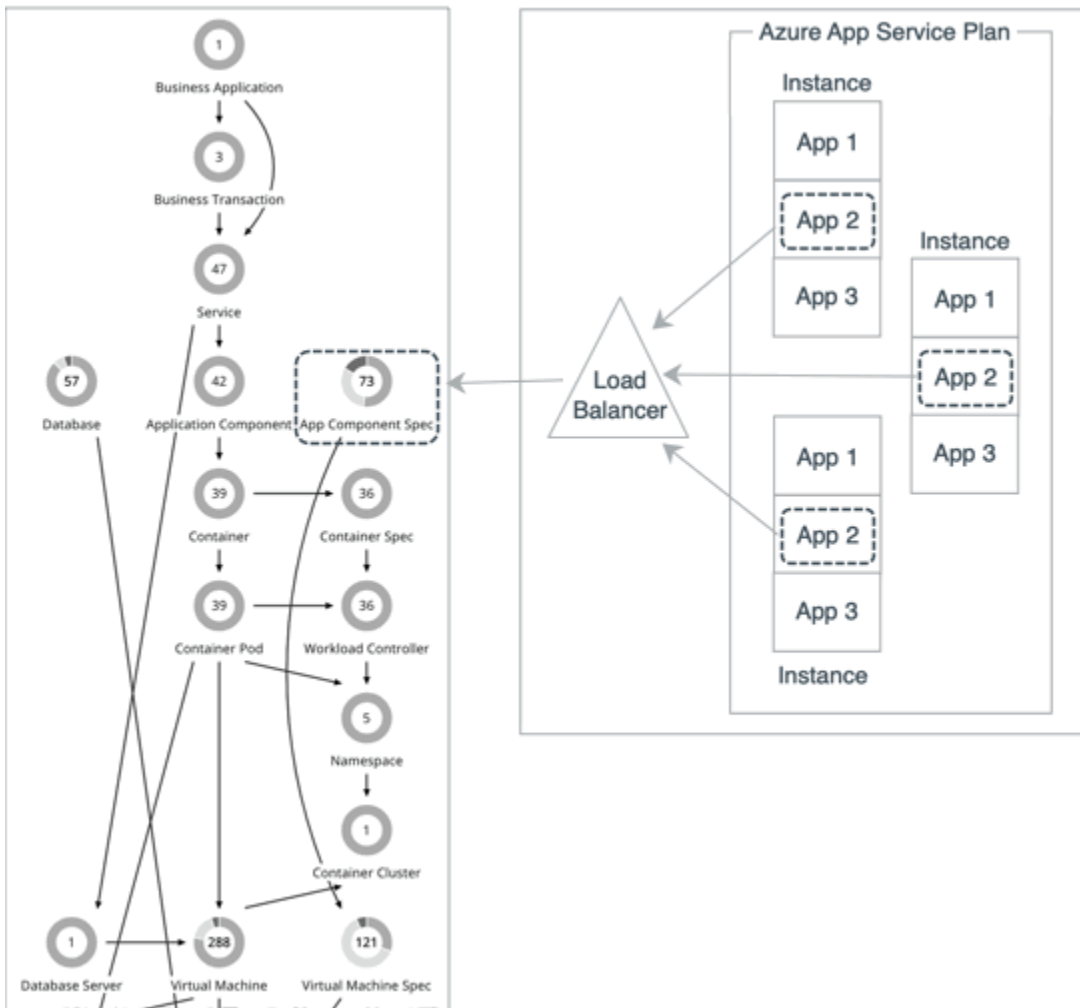 1
Business Application
3
Business Transaction
47
Service
57
Database
42
Application Component
73
App Component Spec
39
Container
36
Container Spec
39
Container Pod
36
Workload Controller
5
Namespace
1
Container Cluster
1
Database Server
288
Virtual Machine
121
Virtual Machine Spec
Azure App Service Plan
Instance
App 1
App 2
App 3
Instance
App 1
App 2
App 3
Load
Balancer
App 1
App 2
App 3
Instance